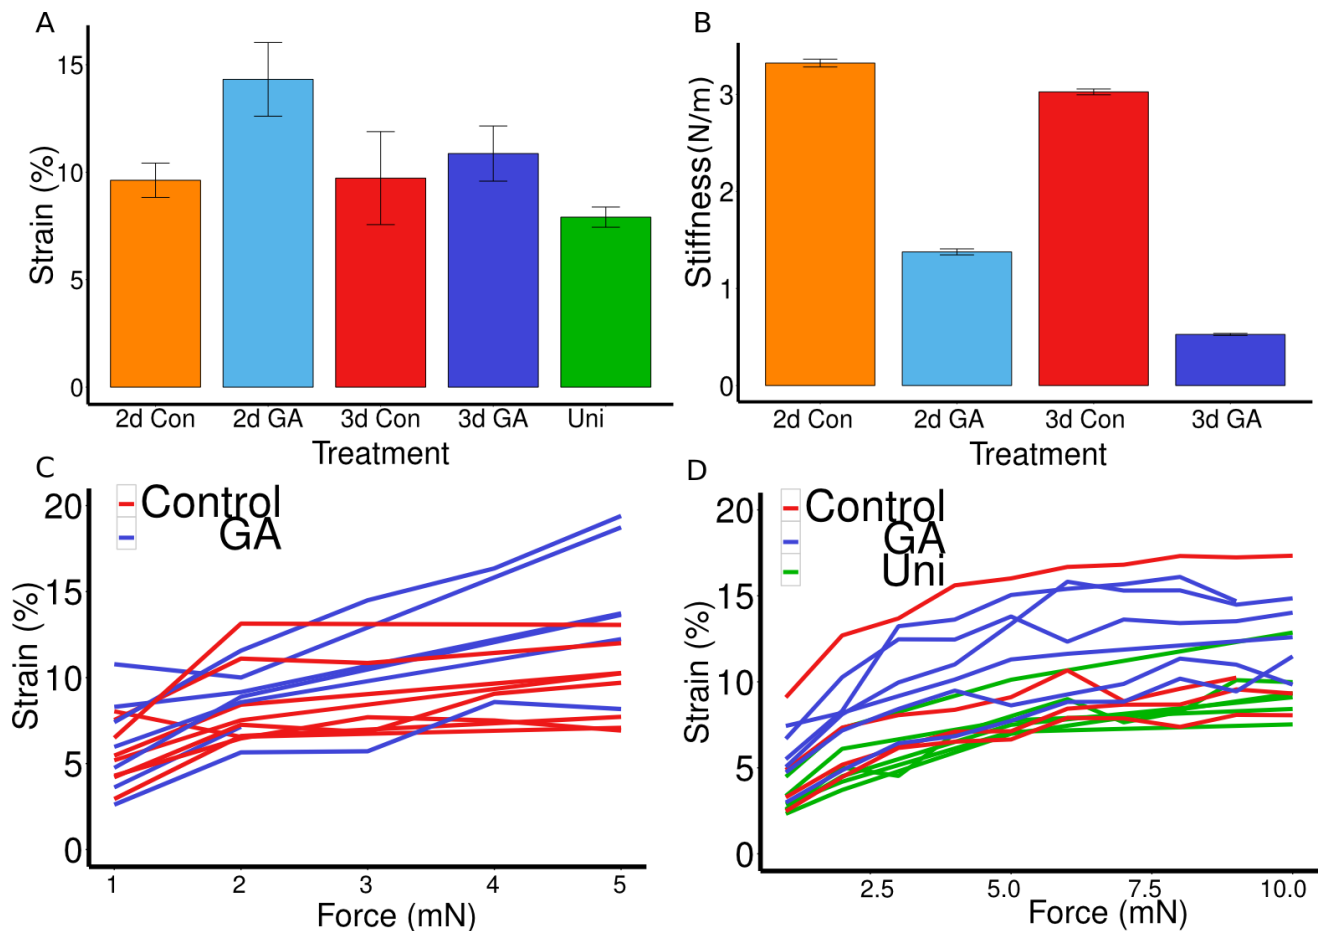 A
Strain (%)
15
10
5
0
2d Con 2d GA 3d Con 3d GA Uni
Treatment
B
Stiffness(N/m)
3
2
1
0
2d Con 2d GA 3d Con 3d GA
Treatment
C
Control
GA
Strain (%)
20
15
10
5
0
1 2 3 4 5
Force (mN)
D
Control
GA
Uni
Strain (%)
20
15
10
5
0
2.5 5.0 7.5 10.0
Force (mN)